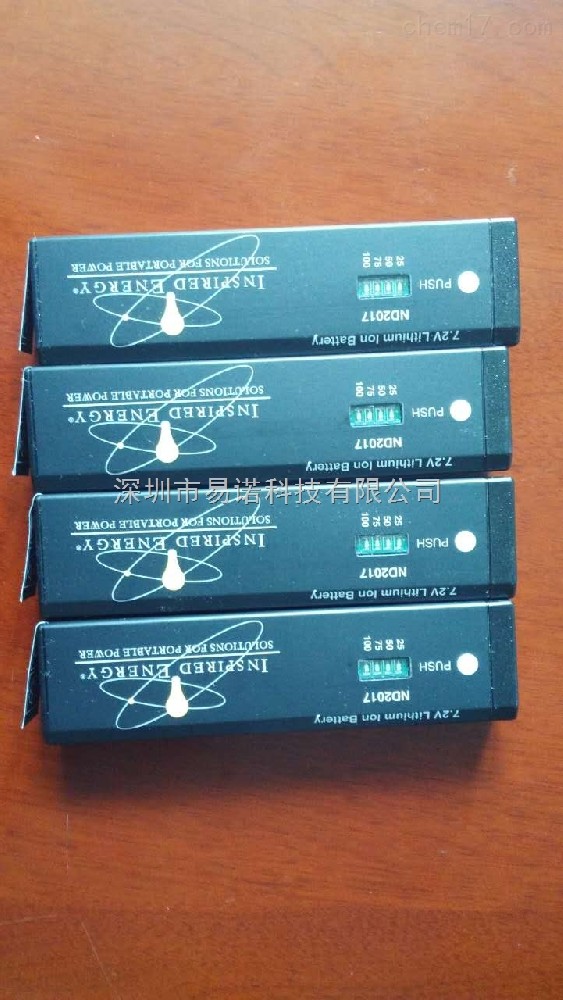 chem17.com
INSPIRED ENERGY®
SOLUTIONS FOR PORTABLE POWER
25
50
75
100
PUSH
ND2017
7.2V Lithium Ion Battery
INSPIRED ENERGY®
SOLUTIONS FOR PORTABLE POWER
25
50
75
100
PUSH
ND2017
7.2V Lithium Ion Battery
深圳市易诺科技有限公司
INSPIRED ENERGY®
SOLUTIONS FOR PORTABLE POWER
25
50
75
100
PUSH
ND2017
7.2V Lithium Ion Battery
INSPIRED ENERGY®
SOLUTIONS FOR PORTABLE POWER
25
50
75
100
PUSH
ND2017
7.2V Lithium Ion Battery